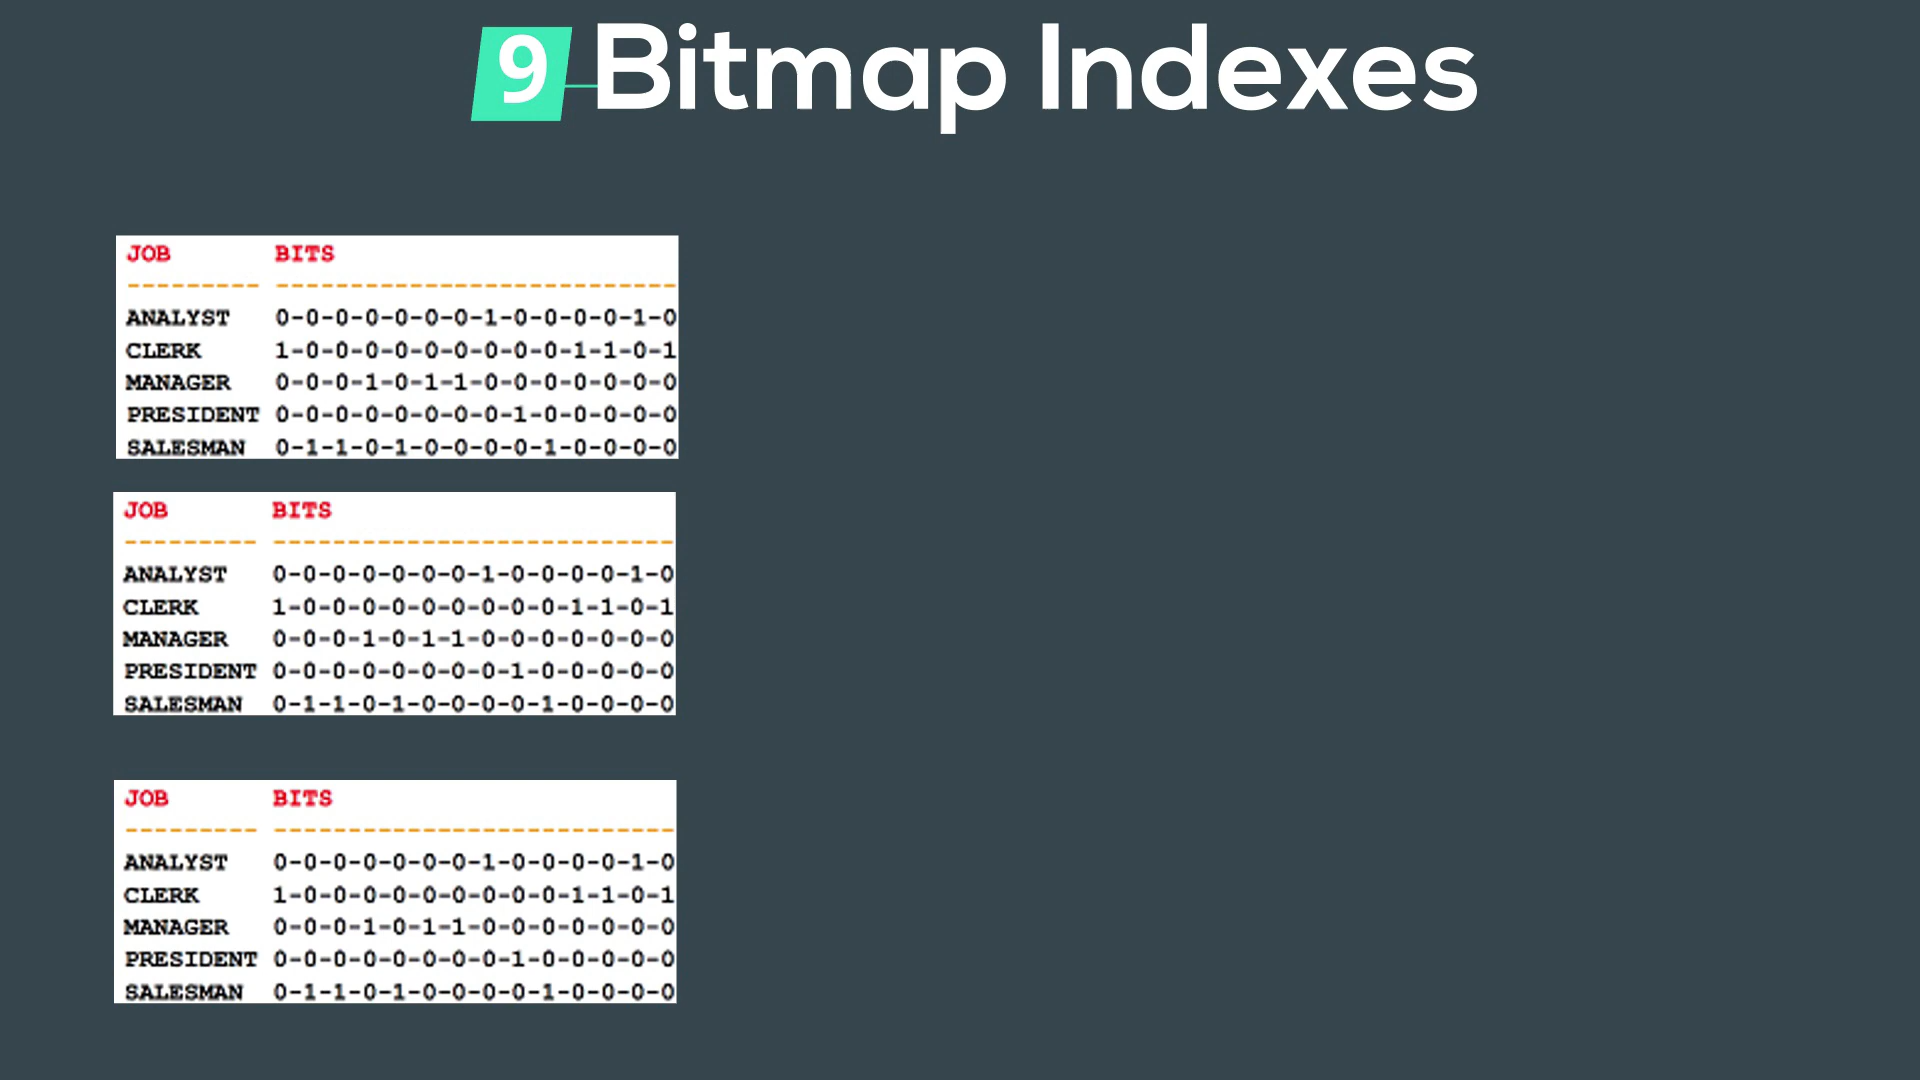 9 Bitmap Indexes
JOB BITS
--------- ---------------------------
ANALYST 0-0-0-0-0-0-0-1-0-0-0-0-1-0
CLERK 1-0-0-0-0-0-0-0-0-0-1-1-0-1
MANAGER 0-0-0-1-0-1-1-0-0-0-0-0-0-0
PRESIDENT 0-0-0-0-0-0-0-0-1-0-0-0-0-0
SALESMAN 0-1-1-0-1-0-0-0-0-1-0-0-0-0
JOB BITS
--------- ---------------------------
ANALYST 0-0-0-0-0-0-0-1-0-0-0-0-1-0
CLERK 1-0-0-0-0-0-0-0-0-0-1-1-0-1
MANAGER 0-0-0-1-0-1-1-0-0-0-0-0-0-0
PRESIDENT 0-0-0-0-0-0-0-0-1-0-0-0-0-0
SALESMAN 0-1-1-0-1-0-0-0-0-1-0-0-0-0
JOB BITS
--------- ---------------------------
ANALYST 0-0-0-0-0-0-0-1-0-0-0-0-1-0
CLERK 1-0-0-0-0-0-0-0-0-0-1-1-0-1
MANAGER 0-0-0-1-0-1-1-0-0-0-0-0-0-0
PRESIDENT 0-0-0-0-0-0-0-0-1-0-0-0-0-0
SALESMAN 0-1-1-0-1-0-0-0-0-1-0-0-0-0